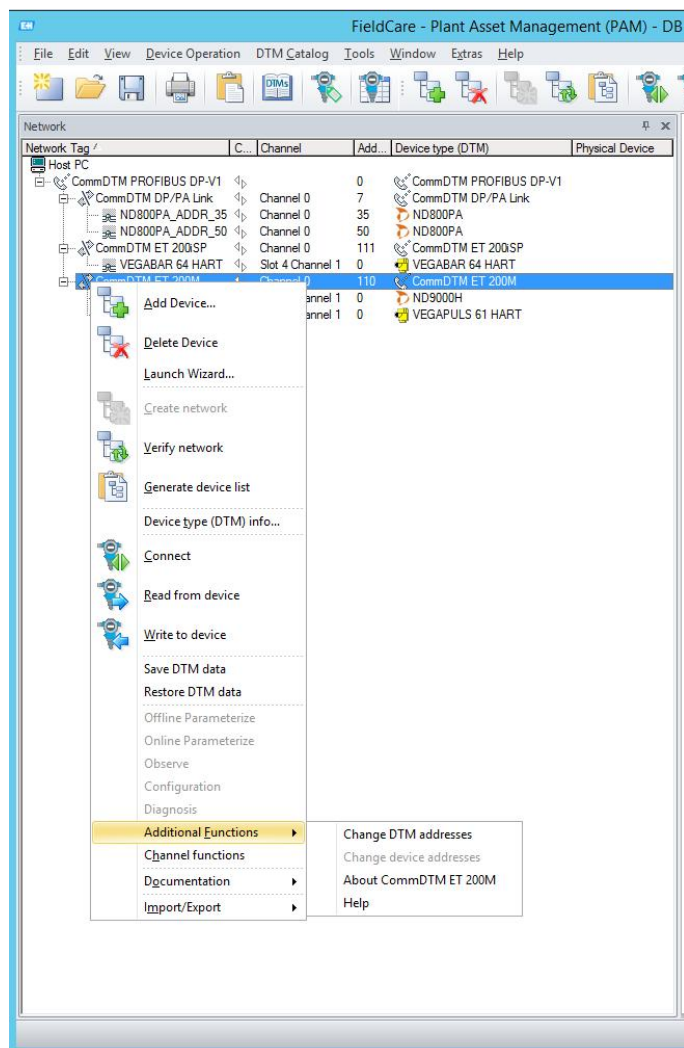 FieldCare - Plant Asset Management (PAM) - DB
File Edit View Device Operation DTM Catalog Tools Window Extras Help
DTMs
Network
Network Tag C... Channel Add... Device type (DTM) Physical Device
Host PC
CommDTM PROFIBUS DP-V1 0 CommDTM PROFIBUS DP-V1
CommDTM DP/PA Link Channel 0 7 CommDTM DP/PA Link
ND800PA_ADDR_35 Channel 0 35 ND800PA
ND800PA_ADDR_50 Channel 0 50 ND800PA
CommDTM ET 200iSP Channel 0 111 CommDTM ET 200iSP
VEGABAR 64 HART Slot 4 Channel 1 0 VEGABAR 64 HART
CommDTM ET 200M Channel 0 110 CommDTM ET 200M
annel 1 0 ND9000H
annel 1 0 VEGAPULS 61 HART
Add Device...
Delete Device
Launch Wizard...
Create network
Verify network
Generate device list
Device type (DTM) info...
Connect
Read from device
Write to device
Save DTM data
Restore DTM data
Offline Parameterize
Online Parameterize
Observe
Configuration
Diagnosis
Additional Functions
Channel functions
Documentation
Import/Export
Change DTM addresses
Change device addresses
About CommDTM ET 200M
Help